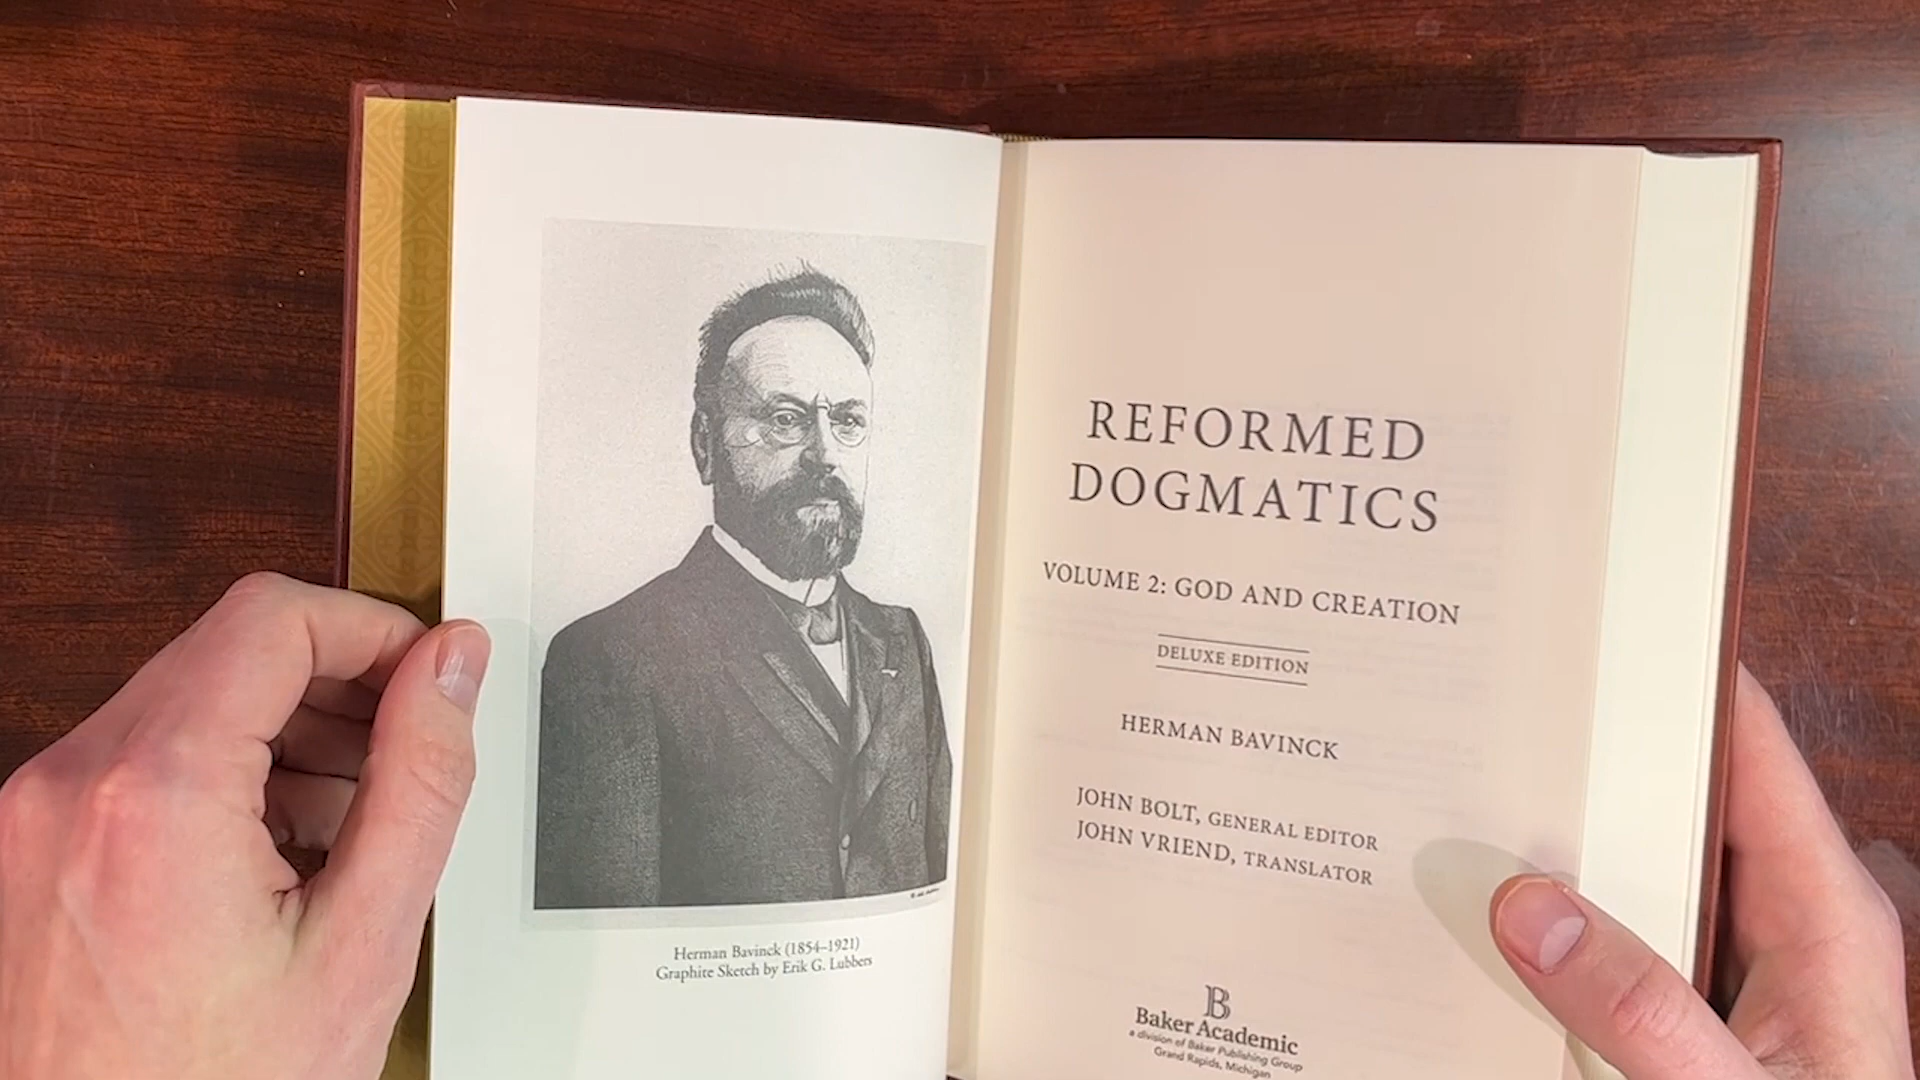 Herman Bavinck (1854–1921)
Graphite Sketch by Erik G. Lubbers
REFORMED
DOGMATICS
VOLUME 2: GOD AND CREATION
DELUXE EDITION
HERMAN BAVINCK
JOHN BOLT, GENERAL EDITOR
JOHN VRIEND, TRANSLATOR
B
Baker Academic
a division of Baker Publishing Group
Grand Rapids, Michigan